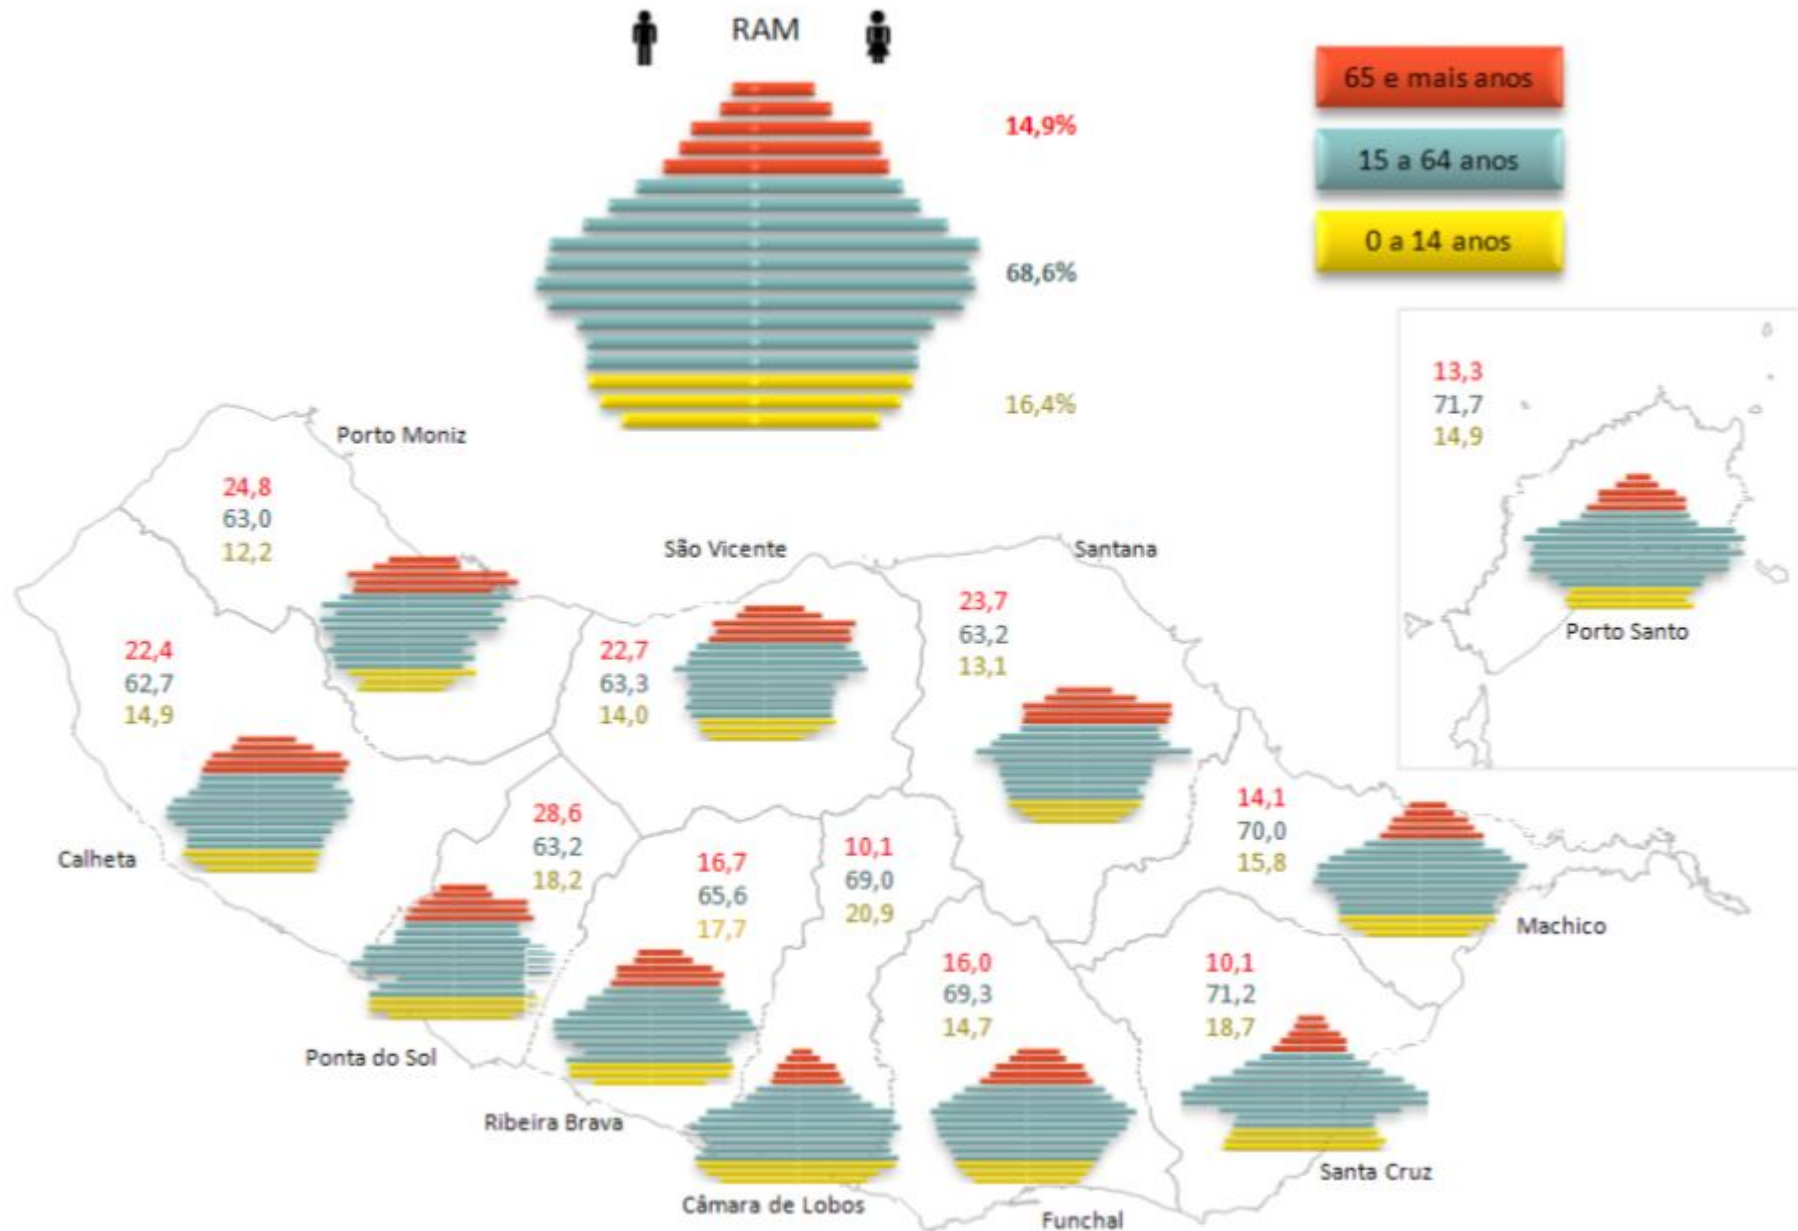 RAM
65 e mais anos
14,9%
15 a 64 anos
0 a 14 anos
68,6%
16,4%
13,3
71,7
14,9
Porto Santo
Porto Moniz
24,8
63,0
12,2
São Vicente
22,7
63,3
14,0
Santana
23,7
63,2
13,1
22,4
62,7
14,9
Calheta
28,6
63,2
18,2
Ponta do Sol
16,7
65,6
17,7
Ribeira Brava
10,1
69,0
20,9
Câmara de Lobos
16,0
69,3
14,7
Funchal
14,1
70,0
15,8
Machico
10,1
71,2
18,7
Santa Cruz